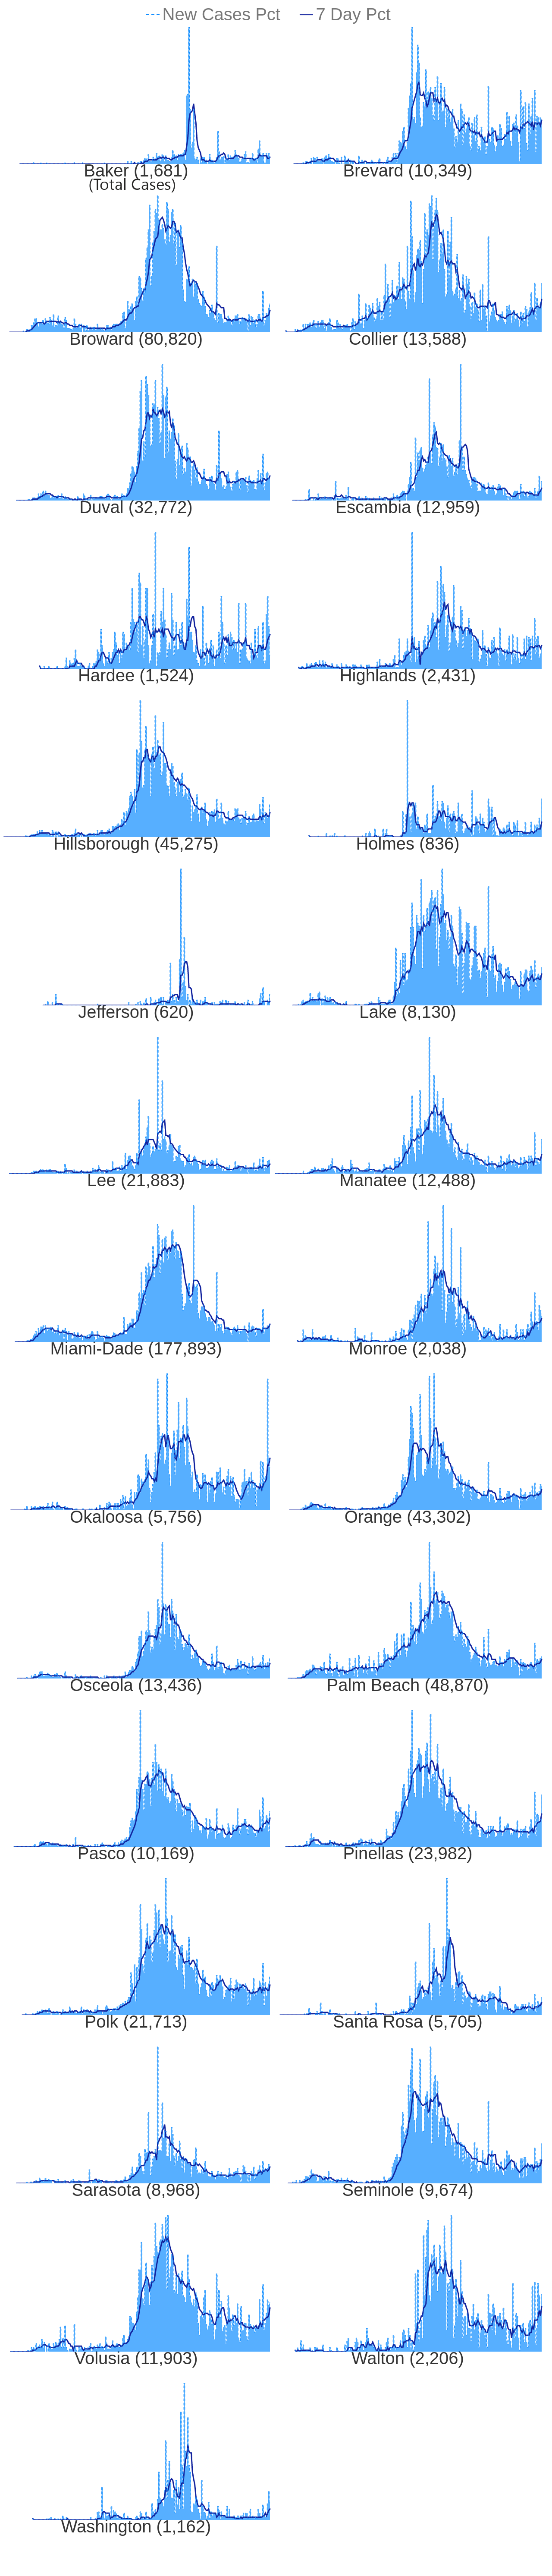 New Cases Pct 7 Day Pct
Baker (1,681) Brevard (10,349)
(Total Cases)
Broward (80,820) Collier (13,588)
Duval (32,772) Escambia (12,959)
Hardee (1,524) Highlands (2,431)
Hillsborough (45,275) Holmes (836)
Jefferson (620) Lake (8,130)
Lee (21,883) Manatee (12,488)
Miami-Dade (177,893) Monroe (2,038)
Okaloosa (5,756) Orange (43,302)
Osceola (13,436) Palm Beach (48,870)
Pasco (10,169) Pinellas (23,982)
Polk (21,713) Santa Rosa (5,705)
Sarasota (8,968) Seminole (9,674)
Volusia (11,903) Walton (2,206)
Washington (1,162)